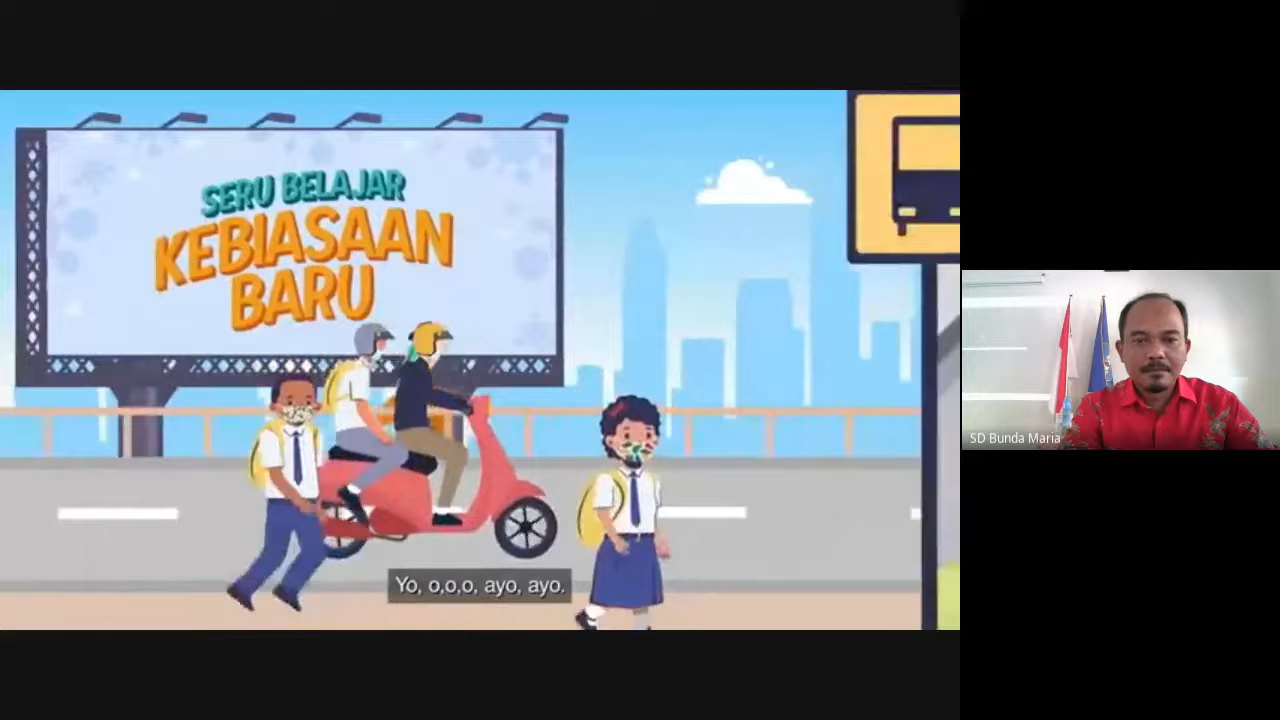 SERU BELAJAR
KEBIASAAN
BARU
Yo, o,o,o, ayo, ayo.
SD Bunda Maria